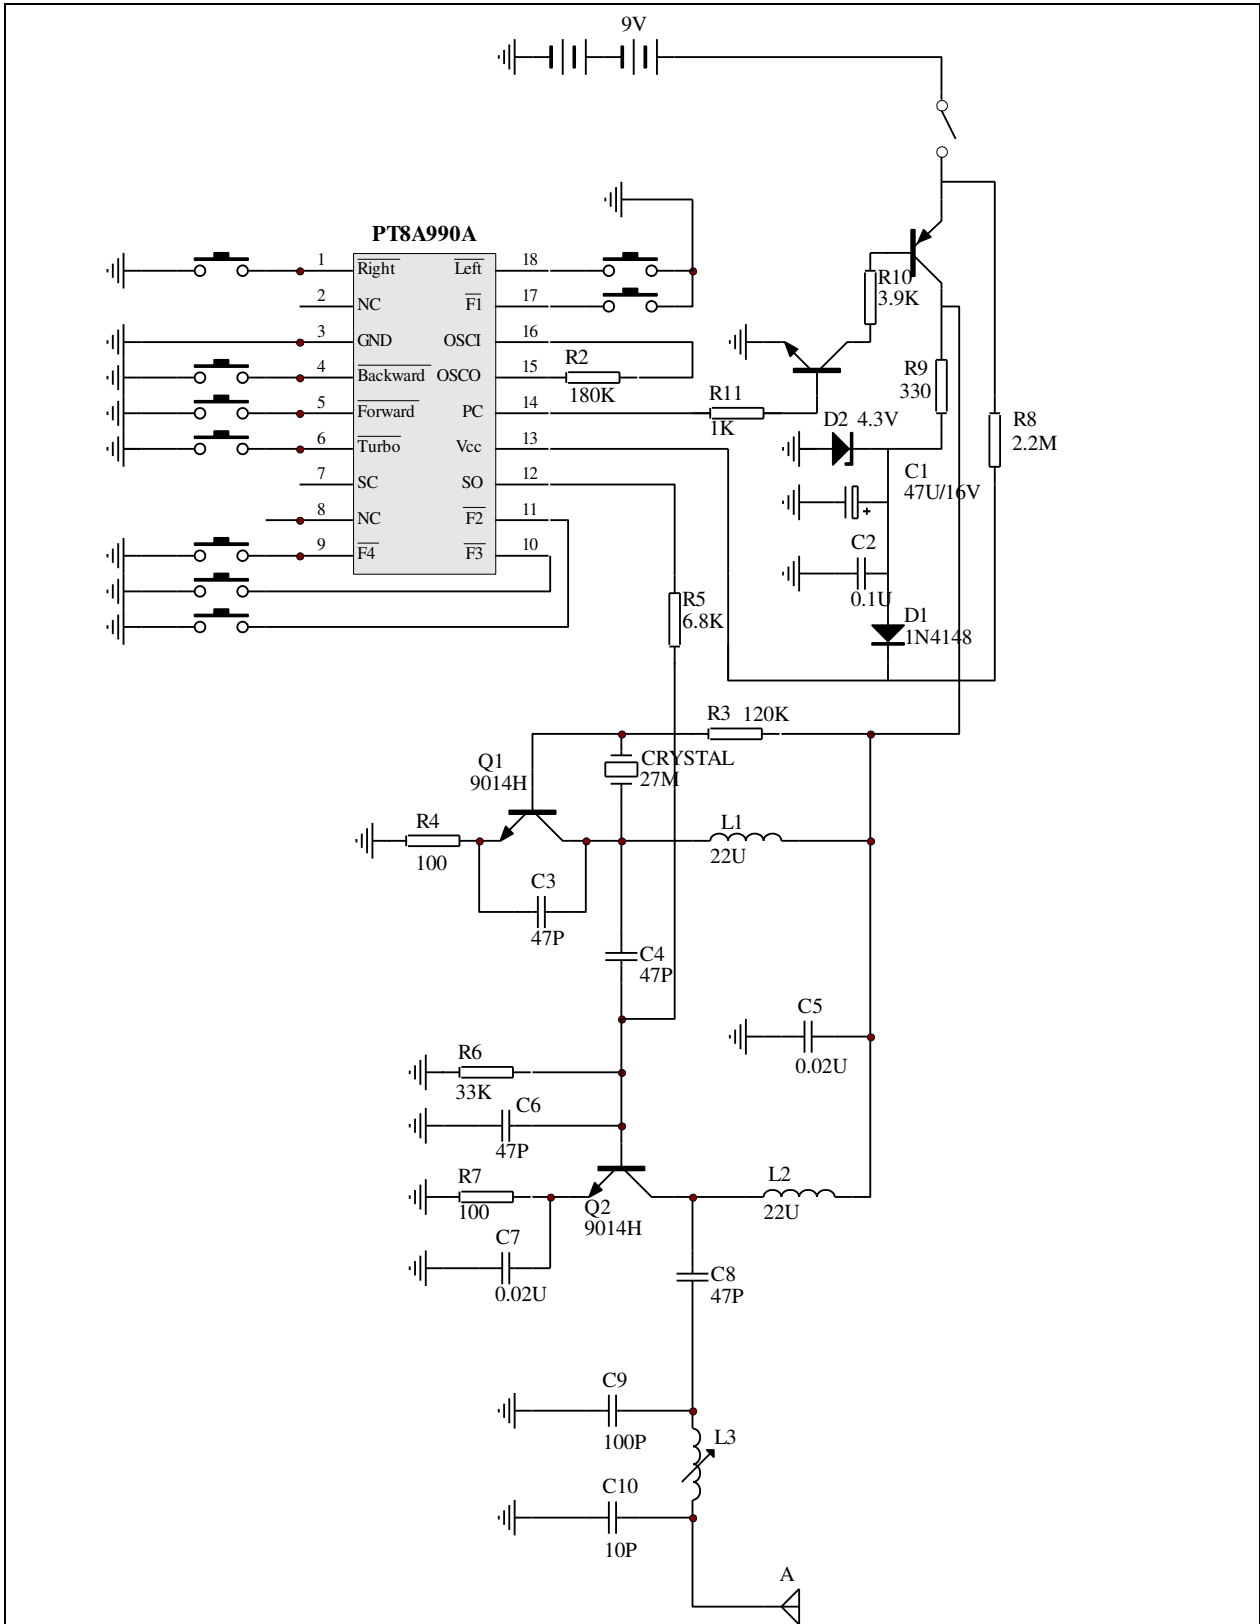 9V
PT8A990A
1 Right Left 18
2 NC F1 17
3 GND OSCI 16
4 Backward OSCO 15
5 Forward PC 14
6 Turbo Vcc 13
7 SC SO 12
8 NC F2 11
9 F4 F3 10
R2
180K
R10
3.9K
R11
1K
R9
330
D2 4.3V
R8
2.2M
C1
47U/16V
C2
0.1U
R5
6.8K
D1
1N4148
R3 120K
CRYSTAL
27M
Q1
9014H
R4
100
L1
22U
C3
47P
C4
47P
C5
0.02U
R6
33K
C6
47P
R7
100
Q2
9014H
L2
22U
C7
0.02U
C8
47P
C9
100P
L3
C10
10P
A